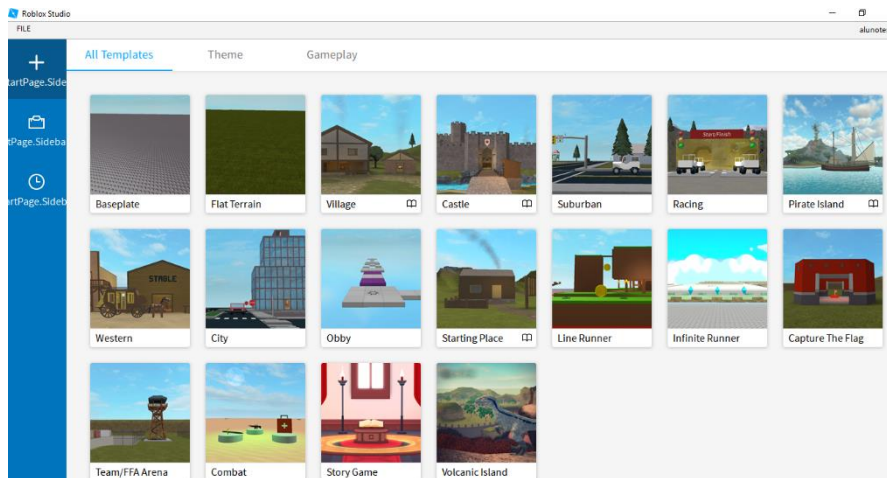 Roblox Studio
FILE
alunote
tartPage.Side
tPage.Sideba
artPage.Sideb
All Templates Theme Gameplay
Baseplate Flat Terrain Village Castle Suburban Racing Pirate Island
Start/Finish
STABLE
Western City Obby Starting Place Line Runner Infinite Runner Capture The Flag
Team/FFA Arena Combat Story Game Volcanic Island